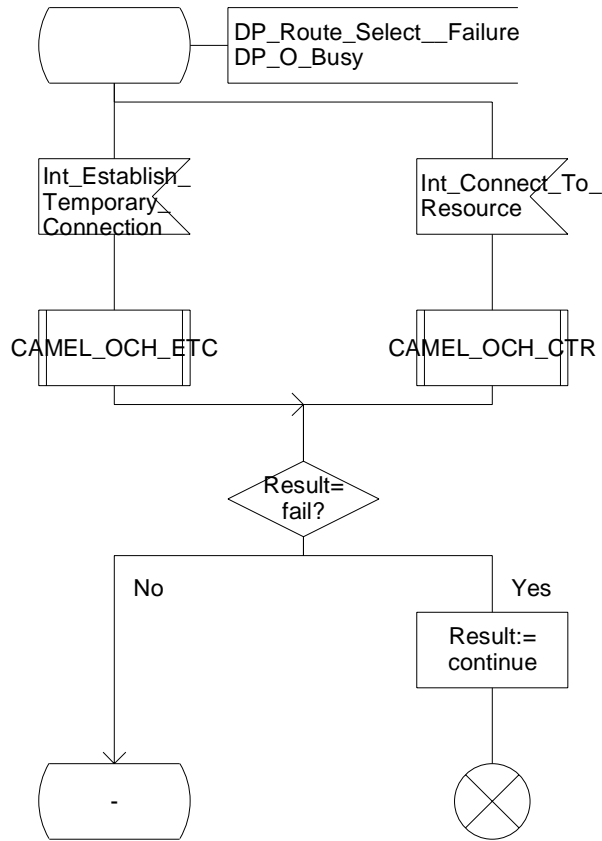 DP_Route_Select__Failure
DP_O_Busy
Int_Establish_
Temporary_
Connection
Int_Connect_To_
Resource
CAMEL_OCH_ETC
CAMEL_OCH_CTR
Result=
fail?
No
Yes
Result:=
continue
-